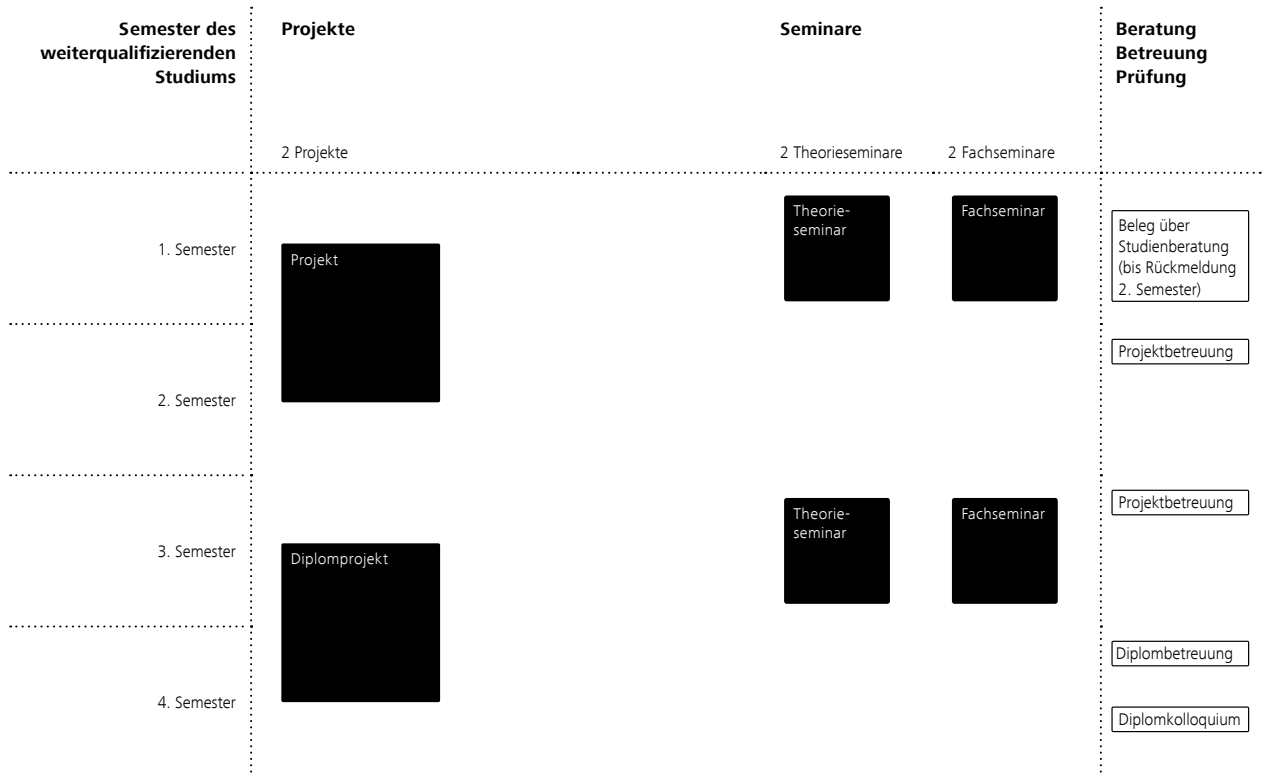 Semester des
weiterqualifizierenden
Studiums
Projekte
Seminare
Beratung
Betreuung
Prüfung
2 Projekte
2 Theorieseminare
2 Fachseminare
1. Semester
Projekt
Theorie-
seminar
Fachseminar
Beleg über
Studienberatung
(bis Rückmeldung
2. Semester)
2. Semester
Projektbetreuung
3. Semester
Diplomprojekt
Theorie-
seminar
Fachseminar
Projektbetreuung
4. Semester
Diplombetreuung
Diplomkolloquium